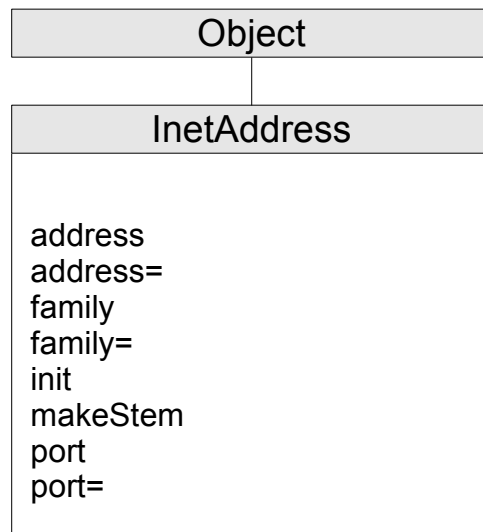 Object
InetAddress
address
address=
family
family=
init
makeStem
port
port=